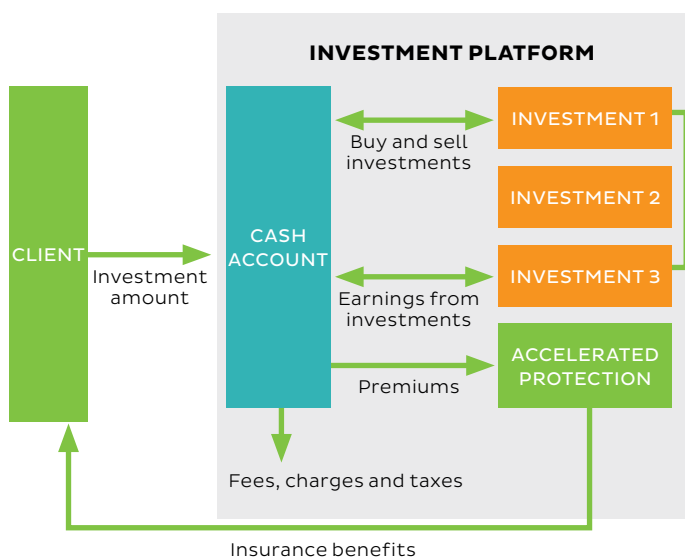 INVESTMENT PLATFORM
CLIENT
Investment
amount
CASH
ACCOUNT
Buy and sell
investments
Earnings from
investments
Premiums
Fees, charges and taxes
INVESTMENT 1
INVESTMENT 2
INVESTMENT 3
ACCELERATED
PROTECTION
Insurance benefits